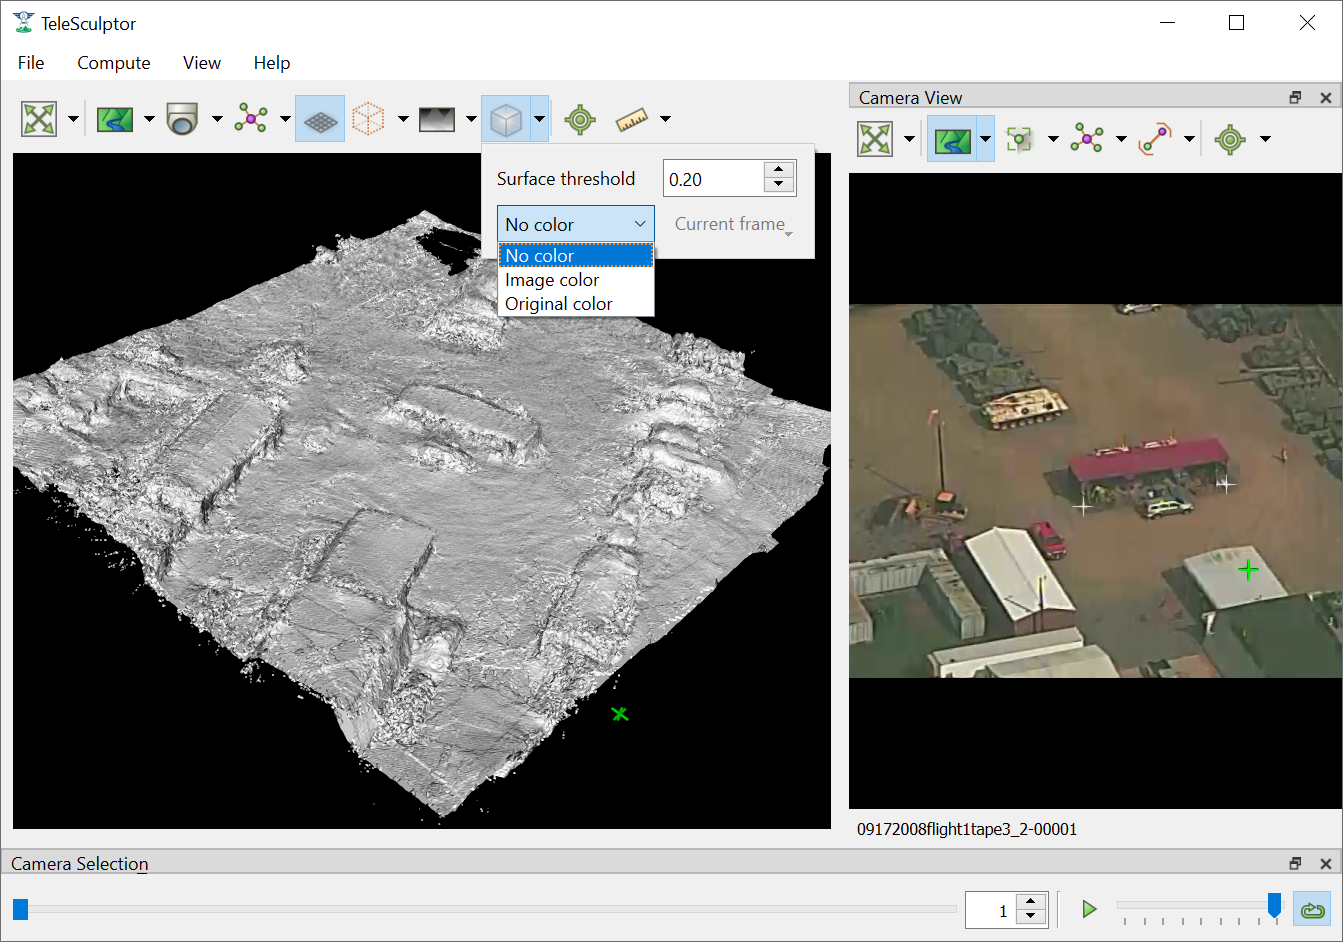 TeleSculptor
File Compute View Help
Camera View
Surface threshold 0.20
No color Current frame
No color
Image color
Original color
09172008flight1tape3_2-00001
Camera Selection
1